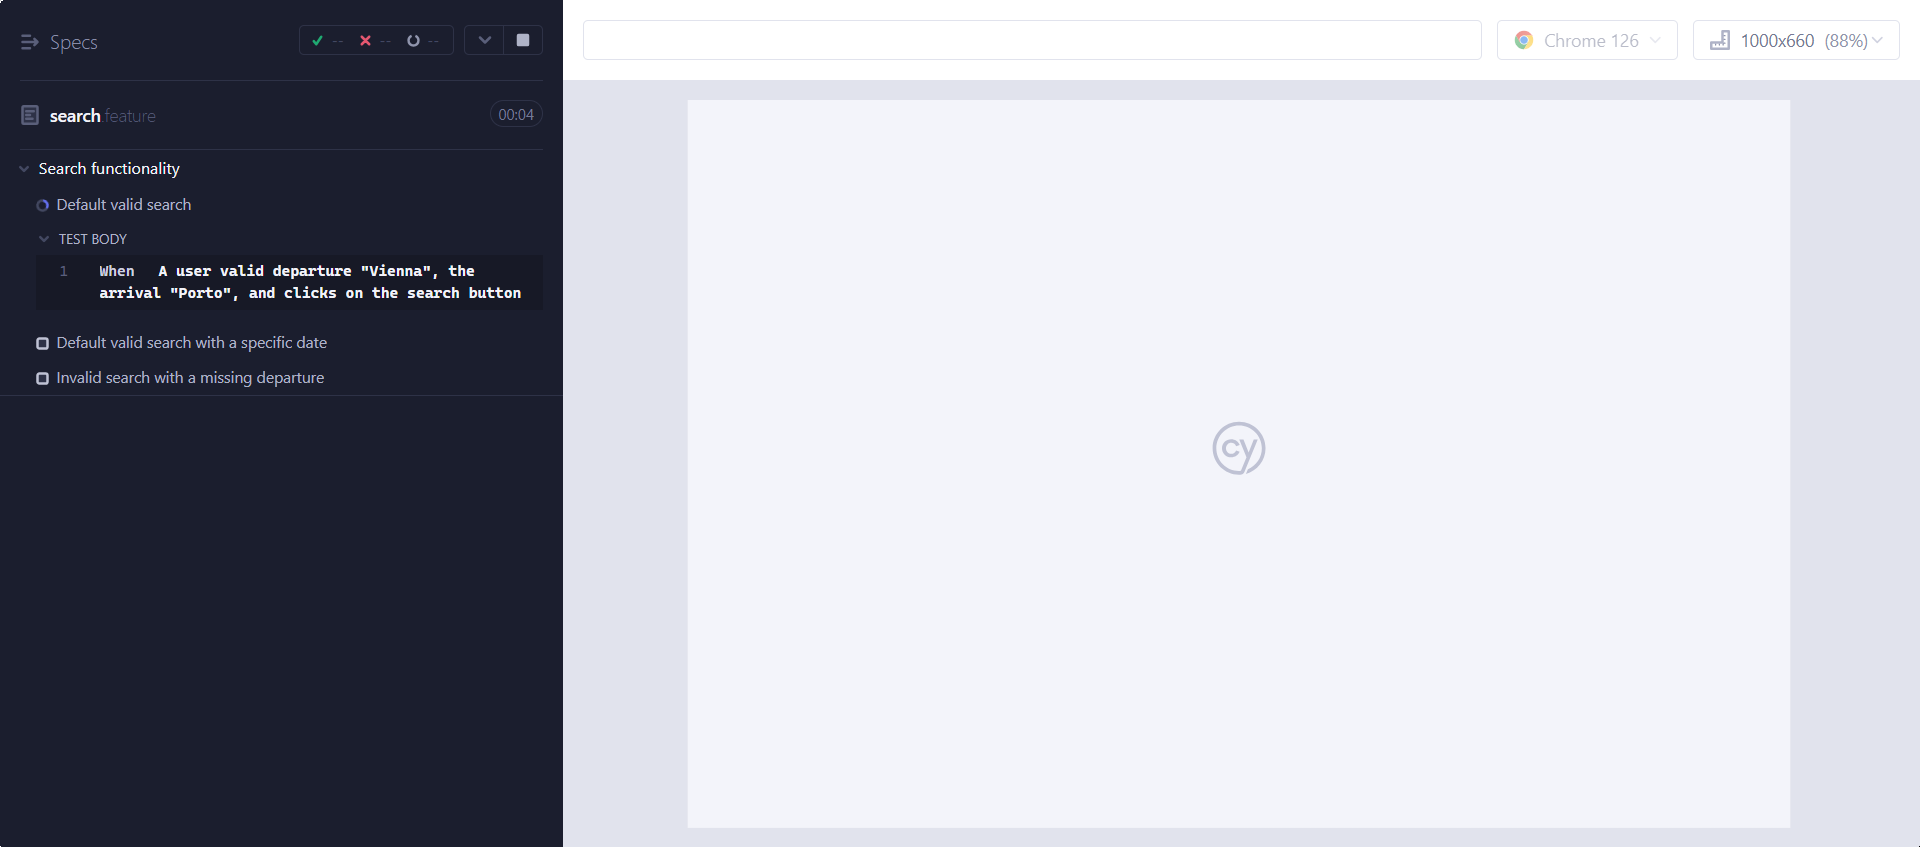 Specs
-- -- --
Chrome 126
1000x660 (88%)
search.feature
00:04
Search functionality
Default valid search
TEST BODY
1 When A user valid departure "Vienna", the
arrival "Porto", and clicks on the search button
Default valid search with a specific date
Invalid search with a missing departure
cy